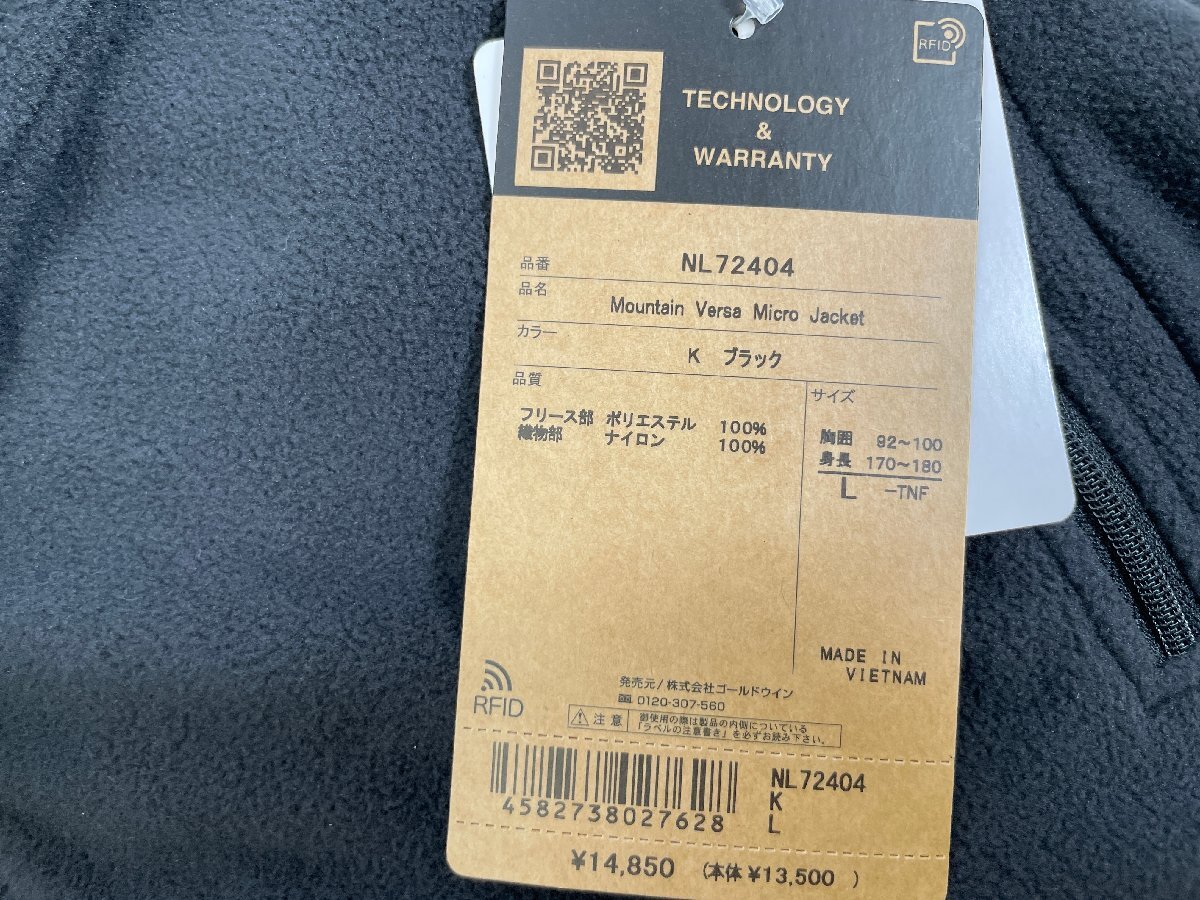 RFID
TECHNOLOGY
&
WARRANTY
品番 NL72404
品名 Mountain Versa Micro Jacket
カラー K ブラック
品質
フリース部 ポリエステル 100%
織物部 ナイロン 100%
サイズ
胸囲 92~100
身長 170~180
L -TNF
MADE IN
VIETNAM
RFID
発売元/株式会社ゴールドウイン
0120-307-560
注意
御使用の際は製品の内側についている
「ラベルの注意書き」を必ずお読み下さい。
4582738027628
NL72404
K
L
¥14,850 (本体¥13,500 )